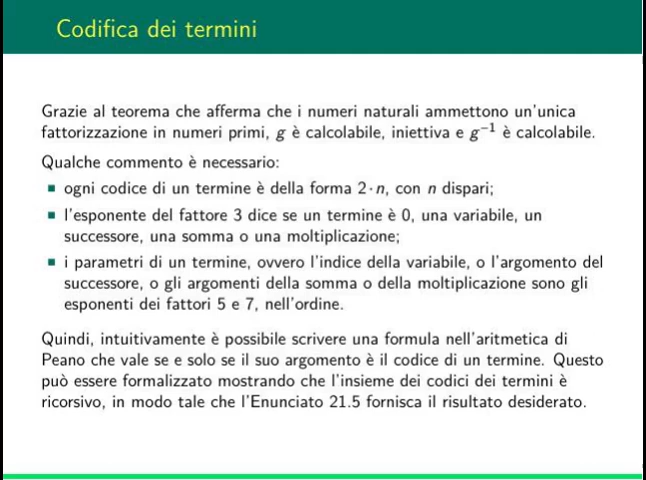 Codifica dei termini
Grazie al teorema che afferma che i numeri naturali ammettono un'unica
fattorizzazione in numeri primi, g è calcolabile, iniettiva e g⁻¹ è calcolabile.
Qualche commento è necessario:
ogni codice di un termine è della forma 2·n, con n dispari;
l'esponente del fattore 3 dice se un termine è 0, una variabile, un
successore, una somma o una moltiplicazione;
i parametri di un termine, ovvero l'indice della variabile, o l'argomento del
successore, o gli argomenti della somma o della moltiplicazione sono gli
esponenti dei fattori 5 e 7, nell'ordine.
Quindi, intuitivamente è possibile scrivere una formula nell'aritmetica di
Peano che vale se e solo se il suo argomento è il codice di un termine. Questo
può essere formalizzato mostrando che l'insieme dei codici dei termini è
ricorsivo, in modo tale che l'Enunciato 21.5 fornisca il risultato desiderato.